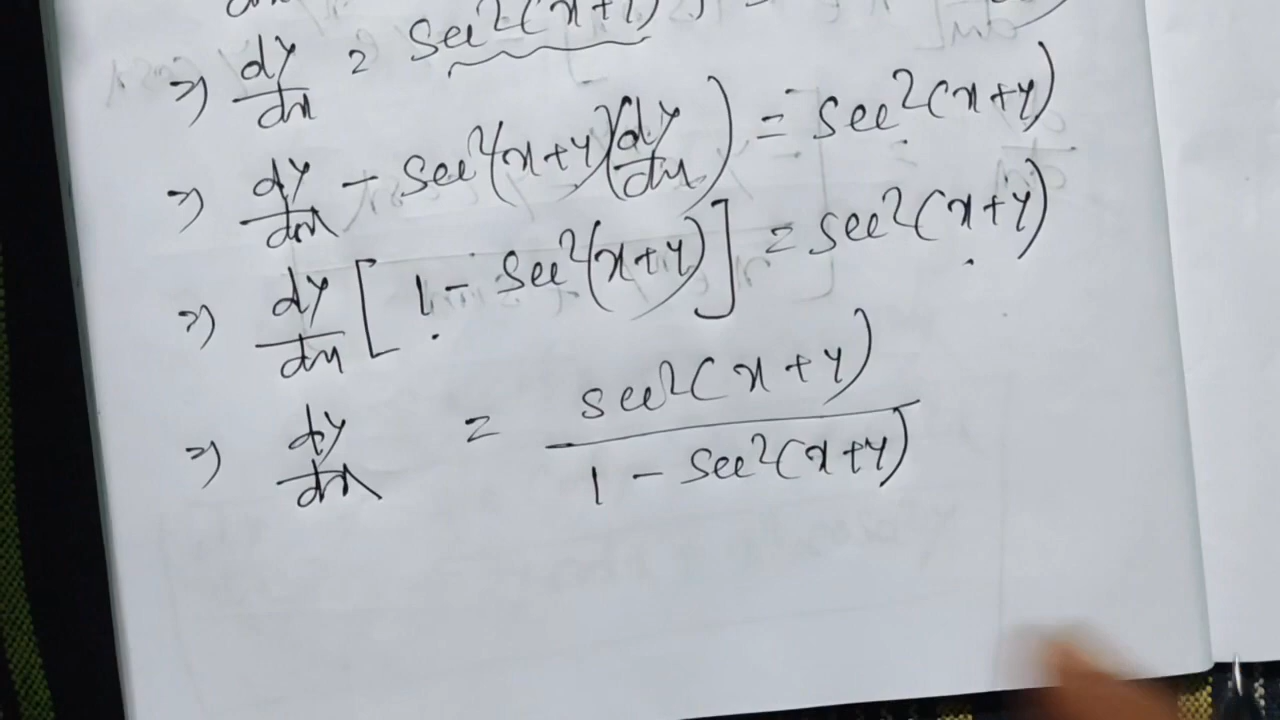 ⇒ dy/dx = sec²(x+y)
⇒ dy/dx - sec²(x+y)(dy/dx) = sec²(x+y)
⇒ dy/dx [1 - sec²(x+y)] = sec²(x+y)
⇒ dy/dx = sec²(x+y) / 1 - sec²(x+y)